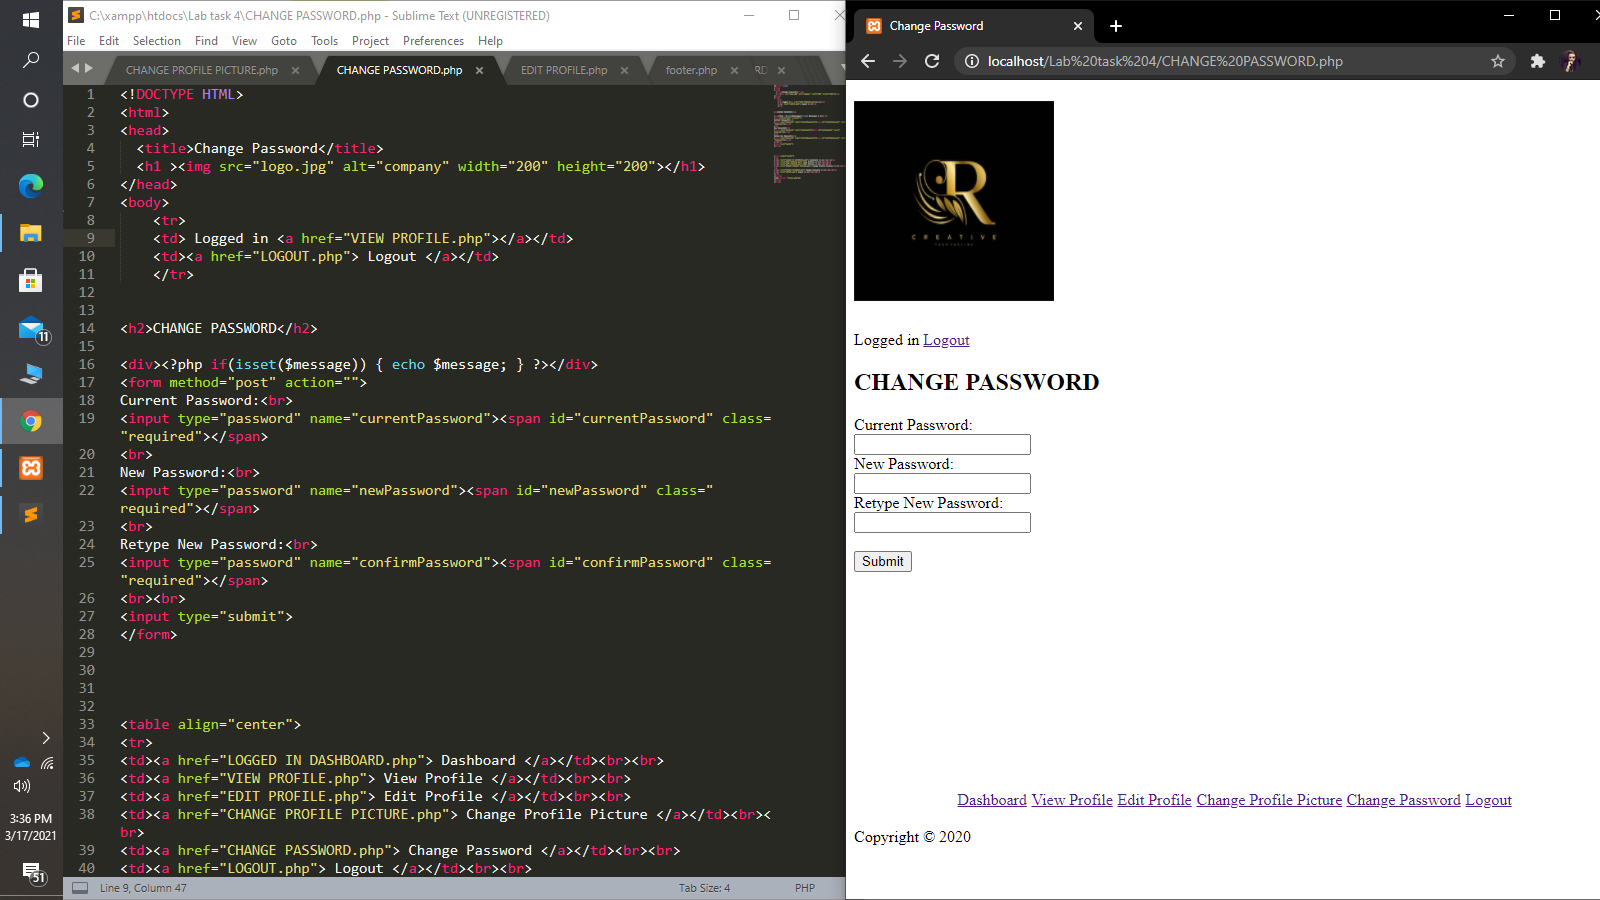 C:\xampp\htdocs\Lab task 4\CHANGE PASSWORD.php - Sublime Text (UNREGISTERED)
File Edit Selection Find View Goto Tools Project Preferences Help
CHANGE PROFILE PICTURE.php × CHANGE PASSWORD.php × EDIT PROFILE.php × footer.php × RD ×
1 <!DOCTYPE HTML>
2 <html>
3 <head>
4 <title>Change Password</title>
5 <h1 ><img src="logo.jpg" alt="company" width="200" height="200"></h1>
6 </head>
7 <body>
8 <tr>
9 <td> Logged in <a href="VIEW PROFILE.php"></a></td>
10 <td><a href="LOGOUT.php"> Logout </a></td>
11 </tr>
12
13
14 <h2>CHANGE PASSWORD</h2>
15
16 <div><?php if(isset($message)) { echo $message; } ?></div>
17 <form method="post" action="">
18 Current Password:<br>
19 <input type="password" name="currentPassword"><span id="currentPassword" class=
"required"></span>
20 <br>
21 New Password:<br>
22 <input type="password" name="newPassword"><span id="newPassword" class="
required"></span>
23 <br>
24 Retype New Password:<br>
25 <input type="password" name="confirmPassword"><span id="confirmPassword" class=
"required"></span>
26 <br><br>
27 <input type="submit">
28 </form>
29
30
31
32
33 <table align="center">
34 <tr>
35 <td><a href="LOGGED IN DASHBOARD.php"> Dashboard </a></td><br><br>
36 <td><a href="VIEW PROFILE.php"> View Profile </a></td><br><br>
37 <td><a href="EDIT PROFILE.php"> Edit Profile </a></td><br><br>
38 <td><a href="CHANGE PROFILE PICTURE.php"> Change Profile Picture </a></td><br><
br>
39 <td><a href="CHANGE PASSWORD.php"> Change Password </a></td><br><br>
40 <td><a href="LOGOUT.php"> Logout </a></td><br><br>
Line 9, Column 47 Tab Size: 4 PHP
11
3:36 PM
3/17/2021
51
Change Password
localhost/Lab%20task%204/CHANGE%20PASSWORD.php
R
CREATIVE
Logged in Logout
CHANGE PASSWORD
Current Password:
New Password:
Retype New Password:
Submit
Dashboard View Profile Edit Profile Change Profile Picture Change Password Logout
Copyright © 2020